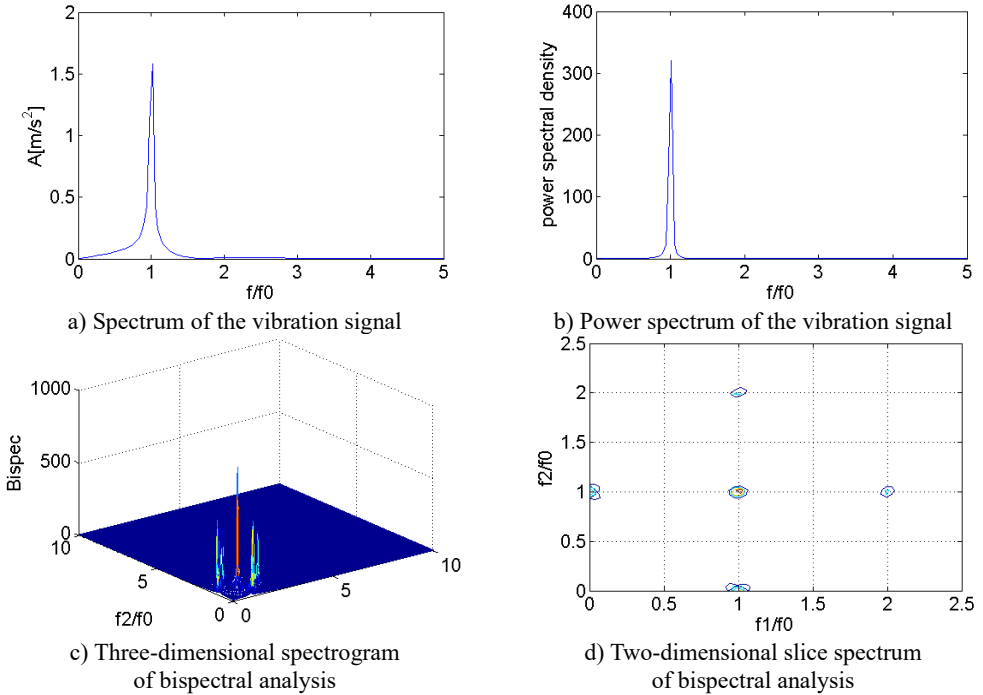 2
1.5
1
0.5
0
A[m/s²]
0 1 2 3 4 5
f/f0
a) Spectrum of the vibration signal
400
300
200
100
0
power spectral density
0 1 2 3 4 5
f/f0
b) Power spectrum of the vibration signal
1000
500
0
Bispec
10
5
0
f2/f0
0
5
10
c) Three-dimensional spectrogram
of bispectral analysis
2.5
2
1.5
1
0.5
0
f2/f0
0 0.5 1 1.5 2 2.5
f1/f0
d) Two-dimensional slice spectrum
of bispectral analysis